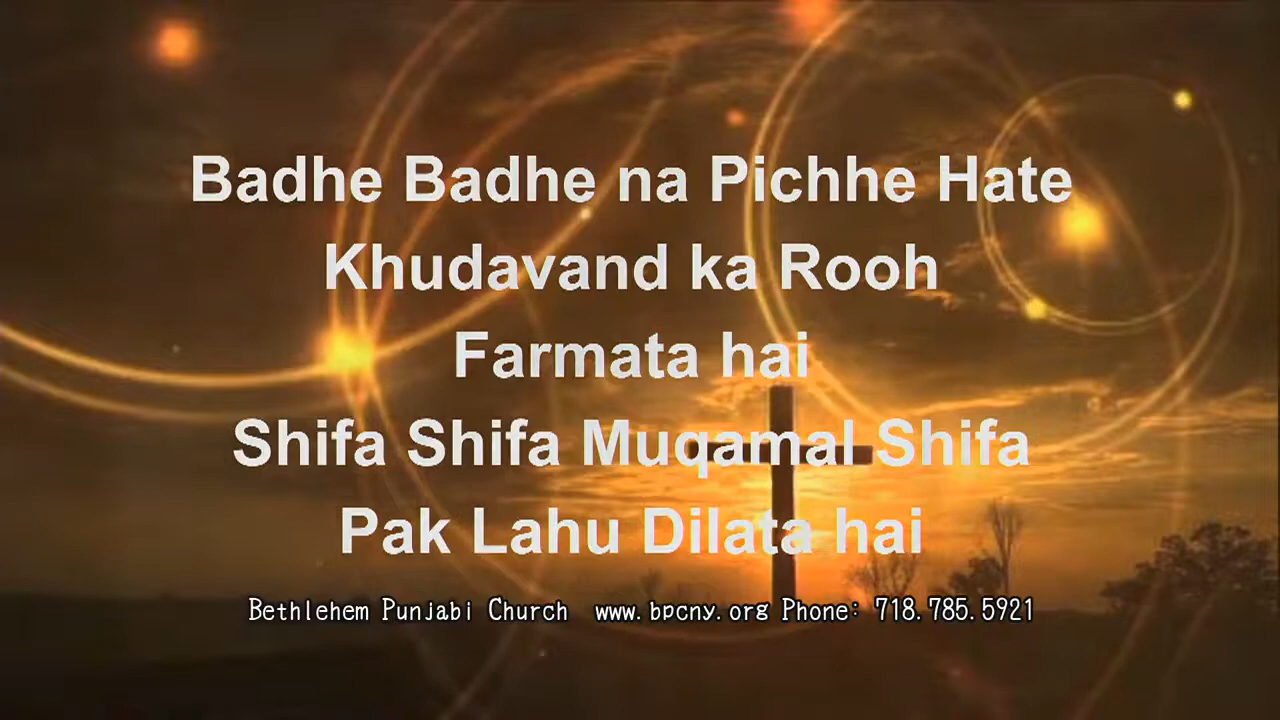 Badhe Badhe na Pichhe Hate
Khudavand ka Rooh
Farmata hai
Shifa Shifa Muqamal Shifa
Pak Lahu Dilata hai
Bethlehem Punjabi Church www.bpcny.org Phone: 718.785.5921